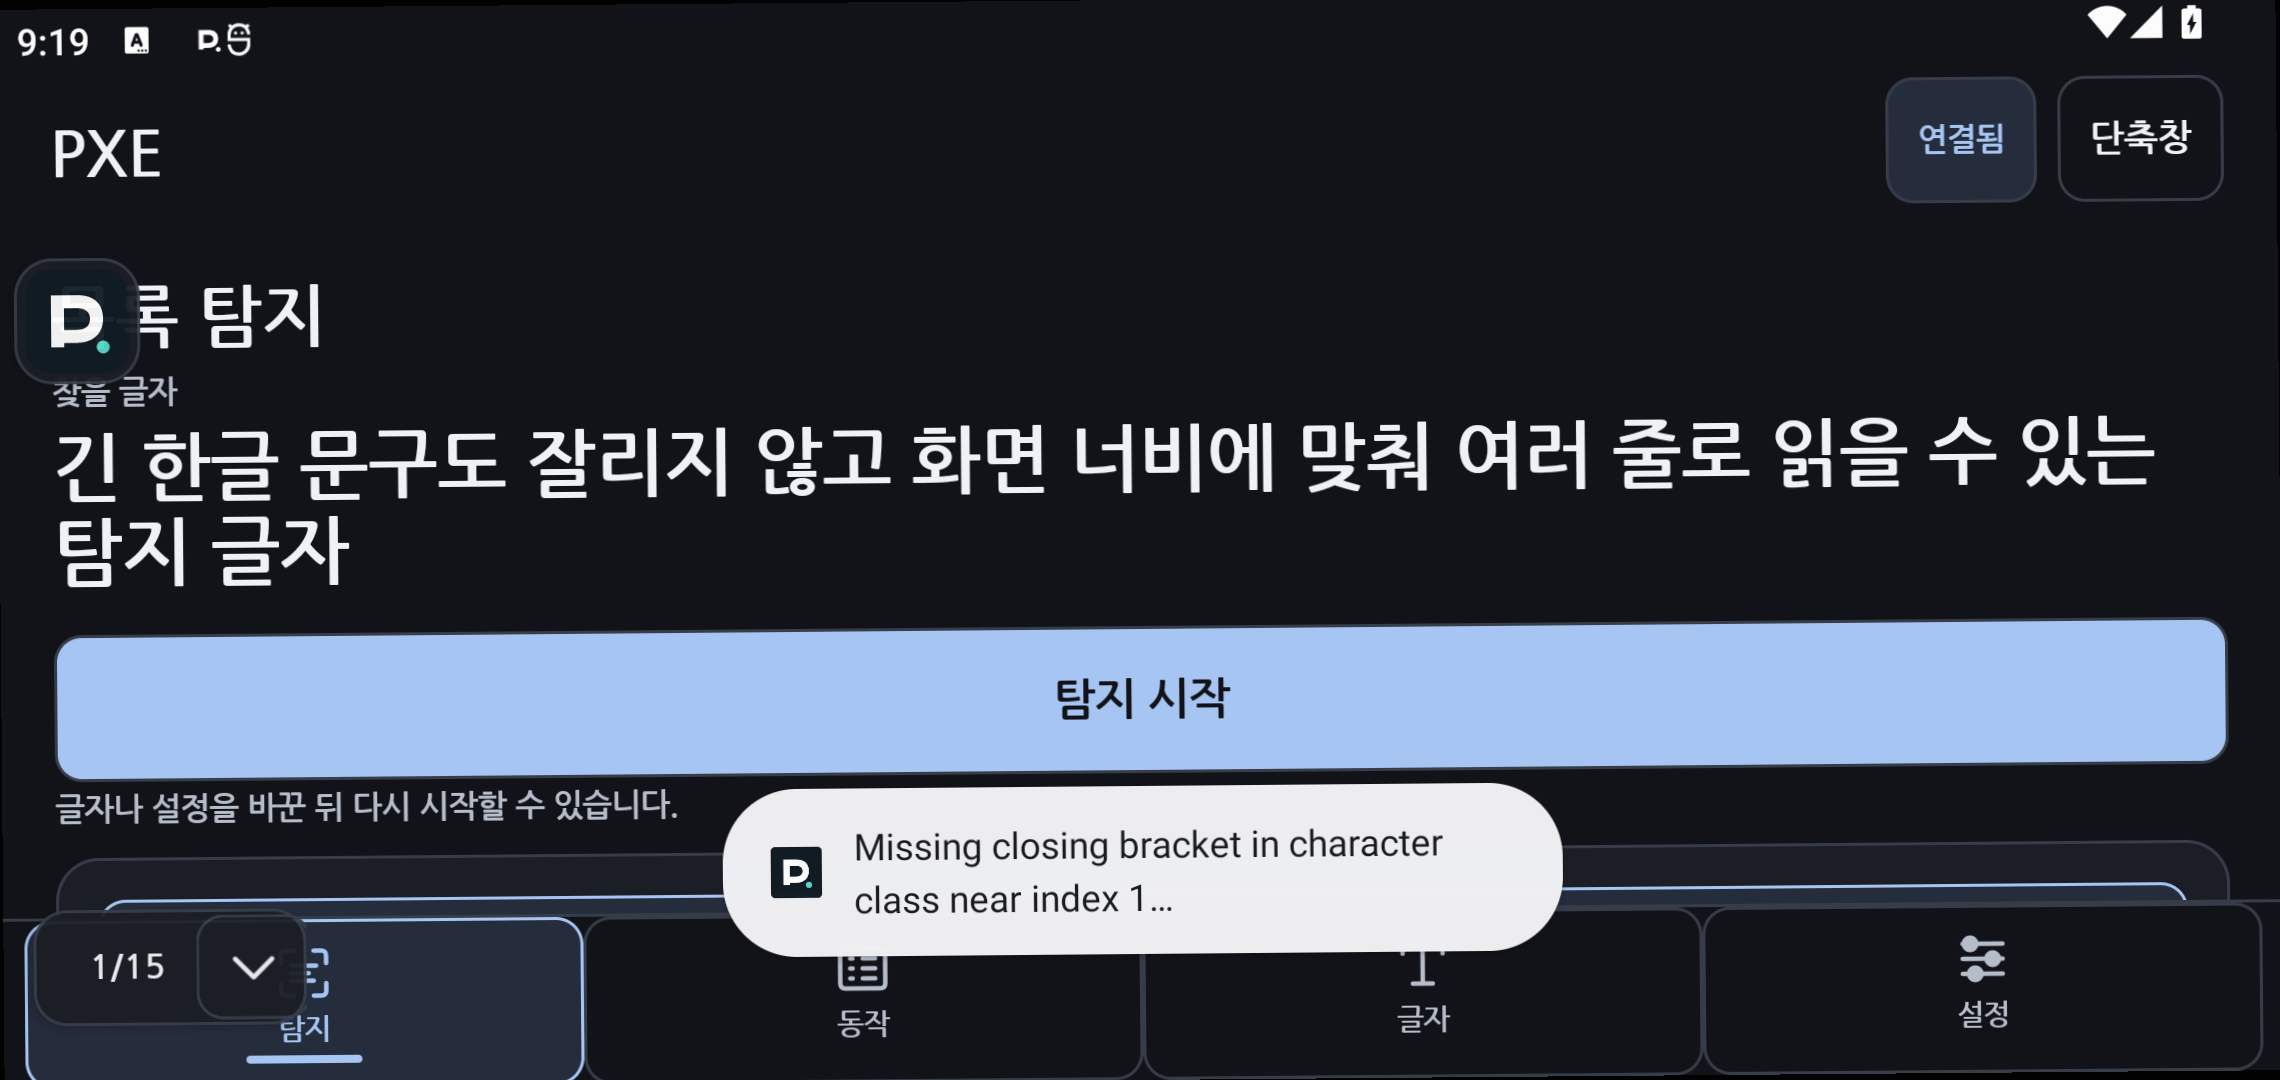 9:19
PXE
연결됨
단축창
록 탐지
찾을 글자
긴 한글 문구도 잘리지 않고 화면 너비에 맞춰 여러 줄로 읽을 수 있는
탐지 글자
탐지 시작
글자나 설정을 바꾼 뒤 다시 시작할 수 있습니다.
Missing closing bracket in character
class near index 1…
1/15
탐지
동작
글자
설정